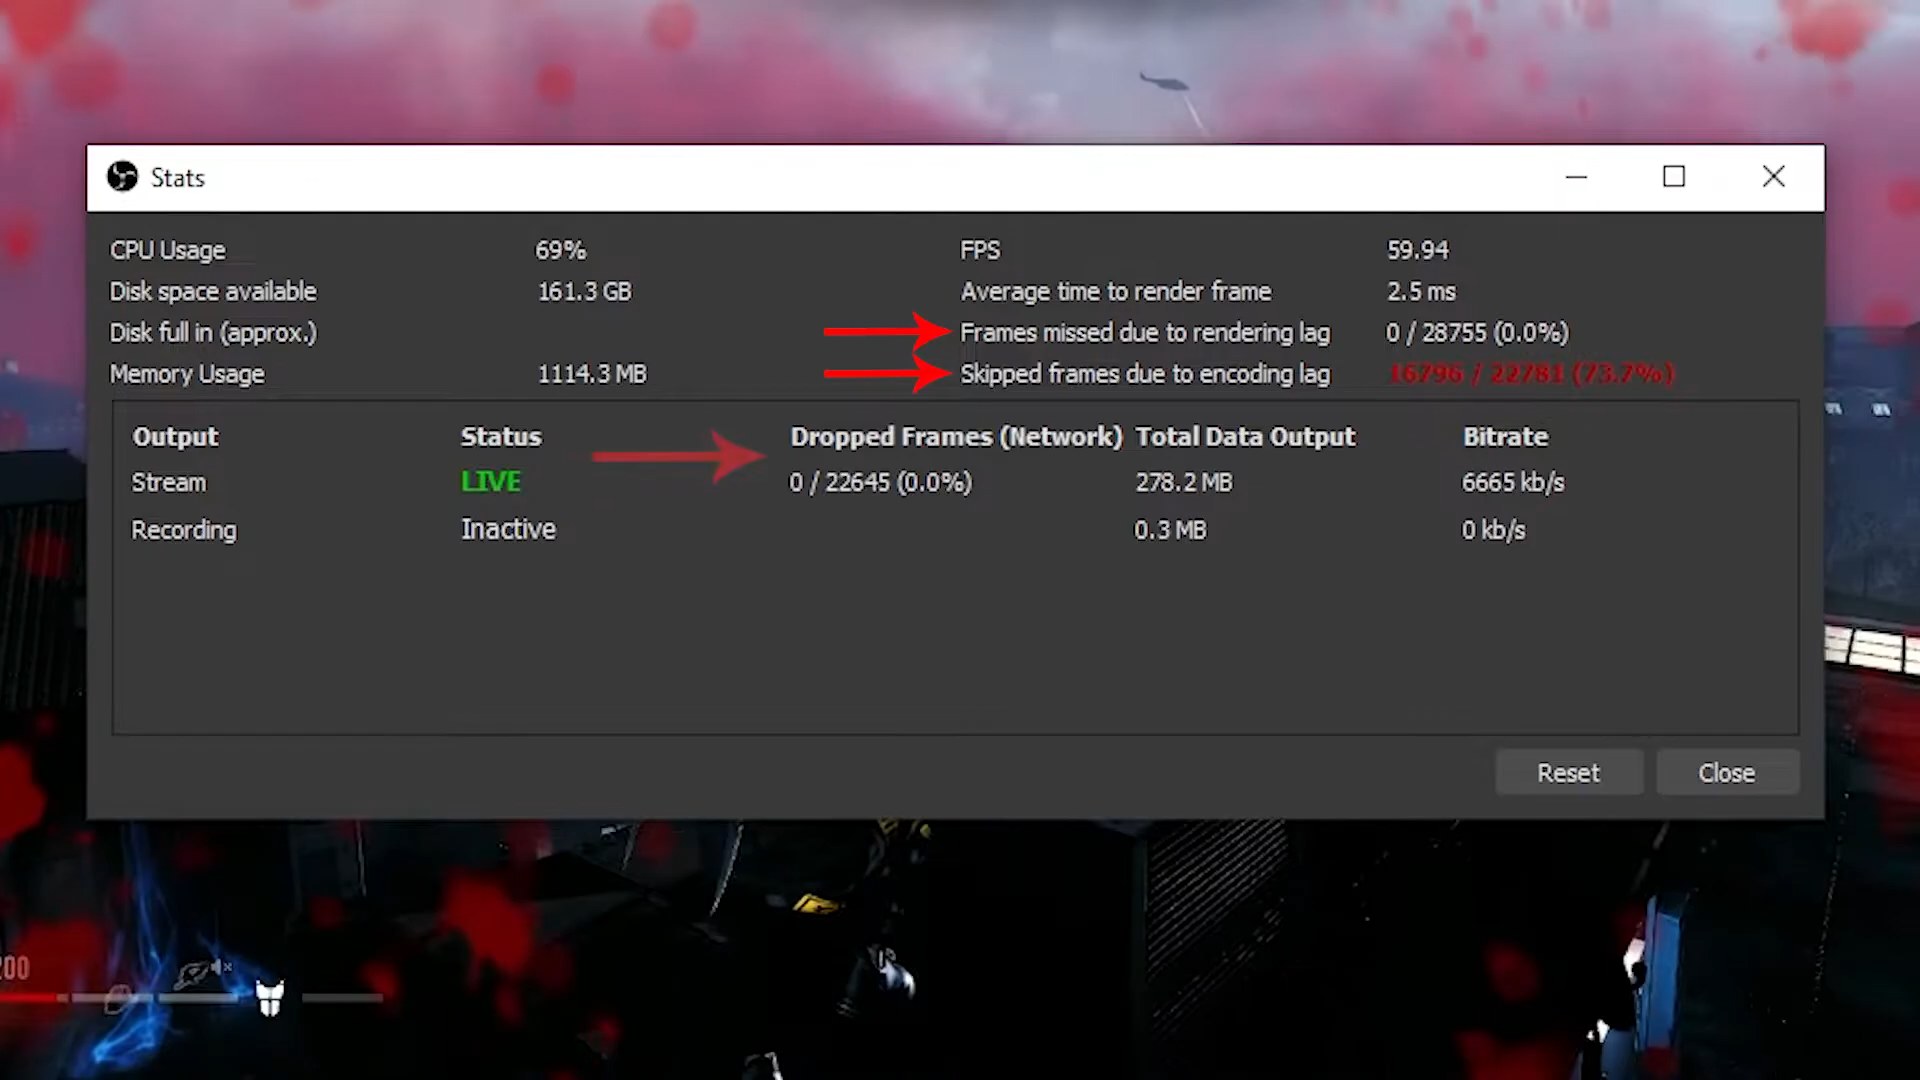 Stats
CPU Usage 69% FPS 59.94
Disk space available 161.3 GB Average time to render frame 2.5 ms
Disk full in (approx.) Frames missed due to rendering lag 0 / 28755 (0.0%)
Memory Usage 1114.3 MB Skipped frames due to encoding lag 16796 / 22781 (73.7%)
Output Status Dropped Frames (Network) Total Data Output Bitrate
Stream LIVE 0 / 22645 (0.0%) 278.2 MB 6665 kb/s
Recording Inactive 0.3 MB 0 kb/s
Reset Close